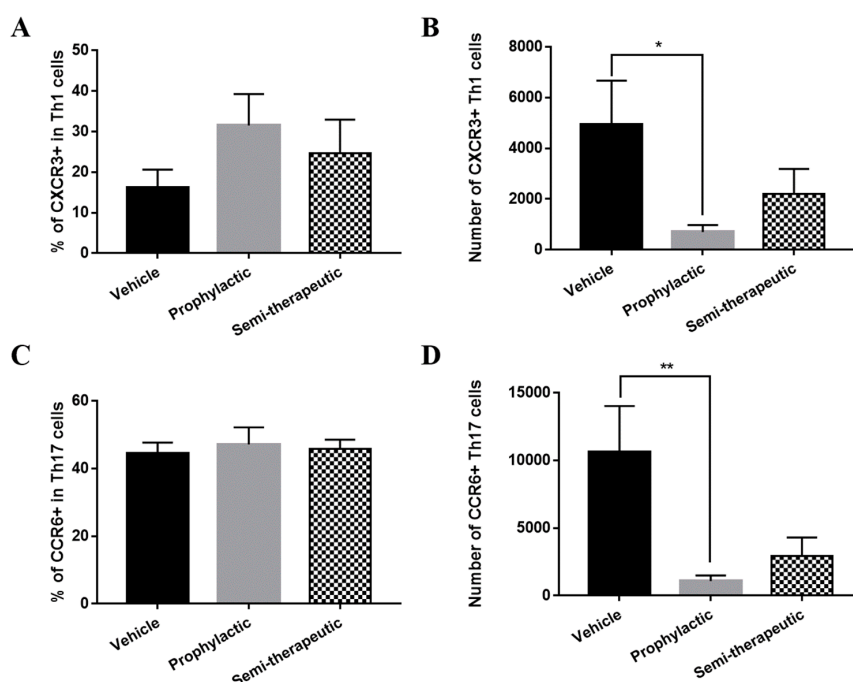 A
% of CXCR3+ in Th1 cells
50
40
30
20
10
0
Vehicle
Prophylactic
Semi-therapeutic
B
Number of CXCR3+ Th1 cells
8000
6000
4000
2000
0
*
Vehicle
Prophylactic
Semi-therapeutic
C
% of CCR6+ in Th17 cells
60
40
20
0
Vehicle
Prophylactic
Semi-therapeutic
D
Number of CCR6+ Th17 cells
15000
10000
5000
0
**
Vehicle
Prophylactic
Semi-therapeutic